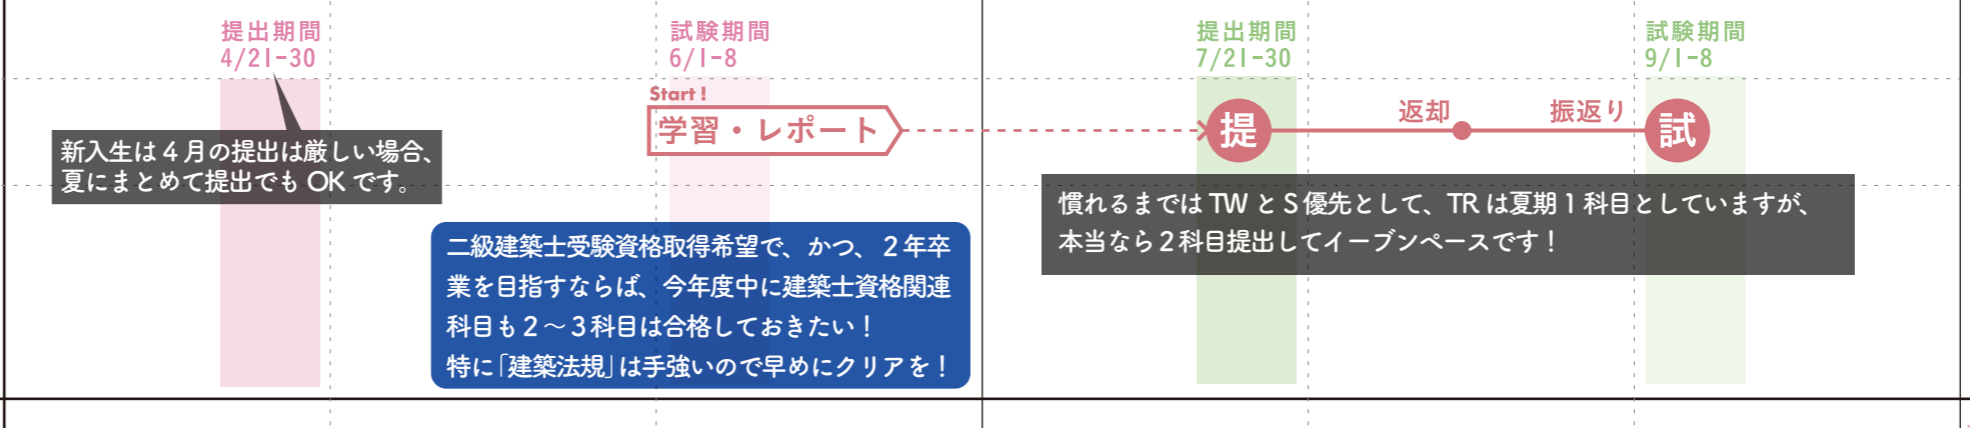 提出期間
4/21-30
試験期間
6/1-8
提出期間
7/21-30
試験期間
9/1-8
Start !
学習・レポート
提
返却
振返り
試
新入生は４月の提出は厳しい場合、
夏にまとめて提出でも OK です。
慣れるまでは TW と S 優先として、TR は夏期１科目としていますが、
本当なら２科目提出してイーブンペースです！
二級建築士受験資格取得希望で、かつ、２年卒
業を目指すならば、今年度中に建築士資格関連
科目も２～３科目は合格しておきたい！
特に「建築法規」は手強いので早めにクリアを！